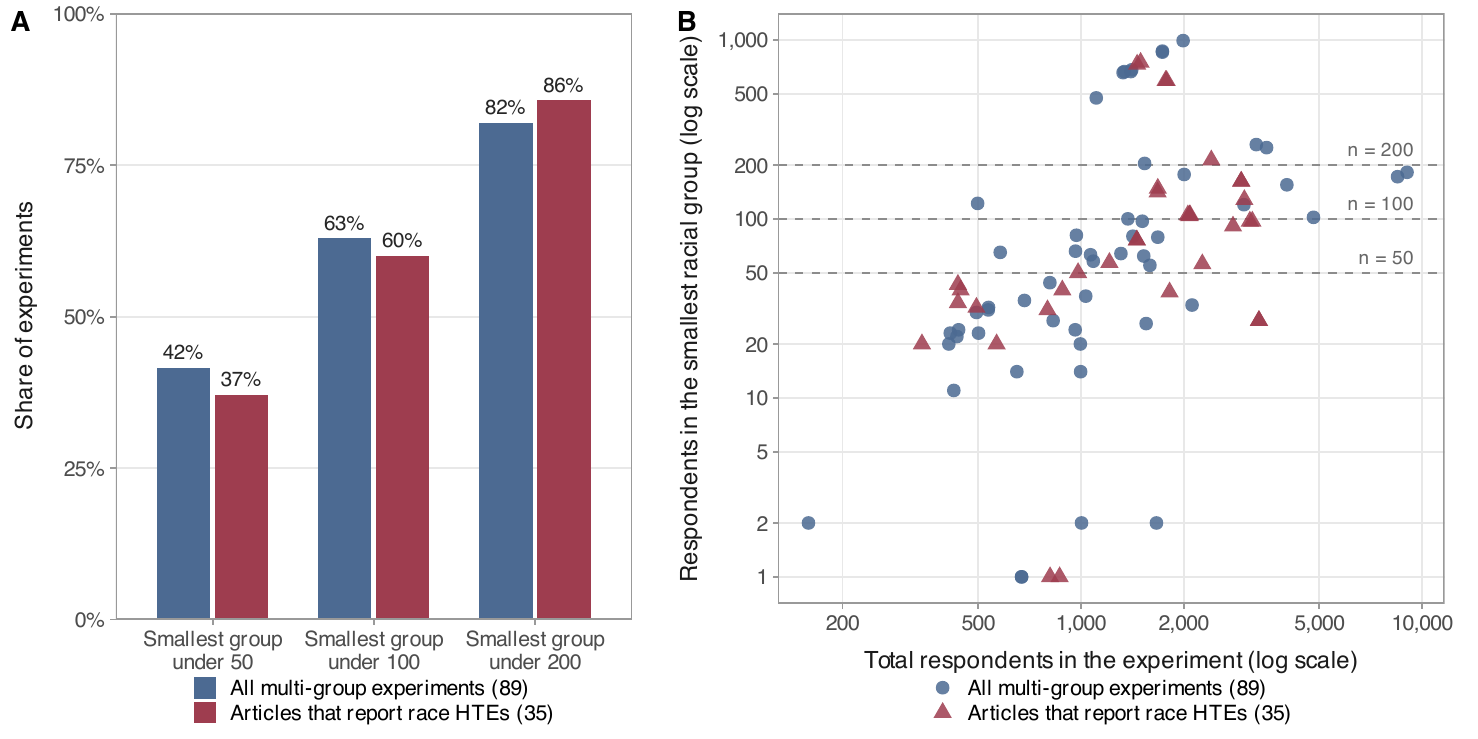 A
100%
75%
50%
25%
0%
Share of experiments
42%
37%
63%
60%
82%
86%
Smallest group
under 50
Smallest group
under 100
Smallest group
under 200
All multi-group experiments (89)
Articles that report race HTEs (35)
B
Respondents in the smallest racial group (log scale)
1,000
500
200
100
50
20
10
5
2
1
n = 200
n = 100
n = 50
200
500
1,000
2,000
5,000
10,000
Total respondents in the experiment (log scale)
All multi-group experiments (89)
Articles that report race HTEs (35)